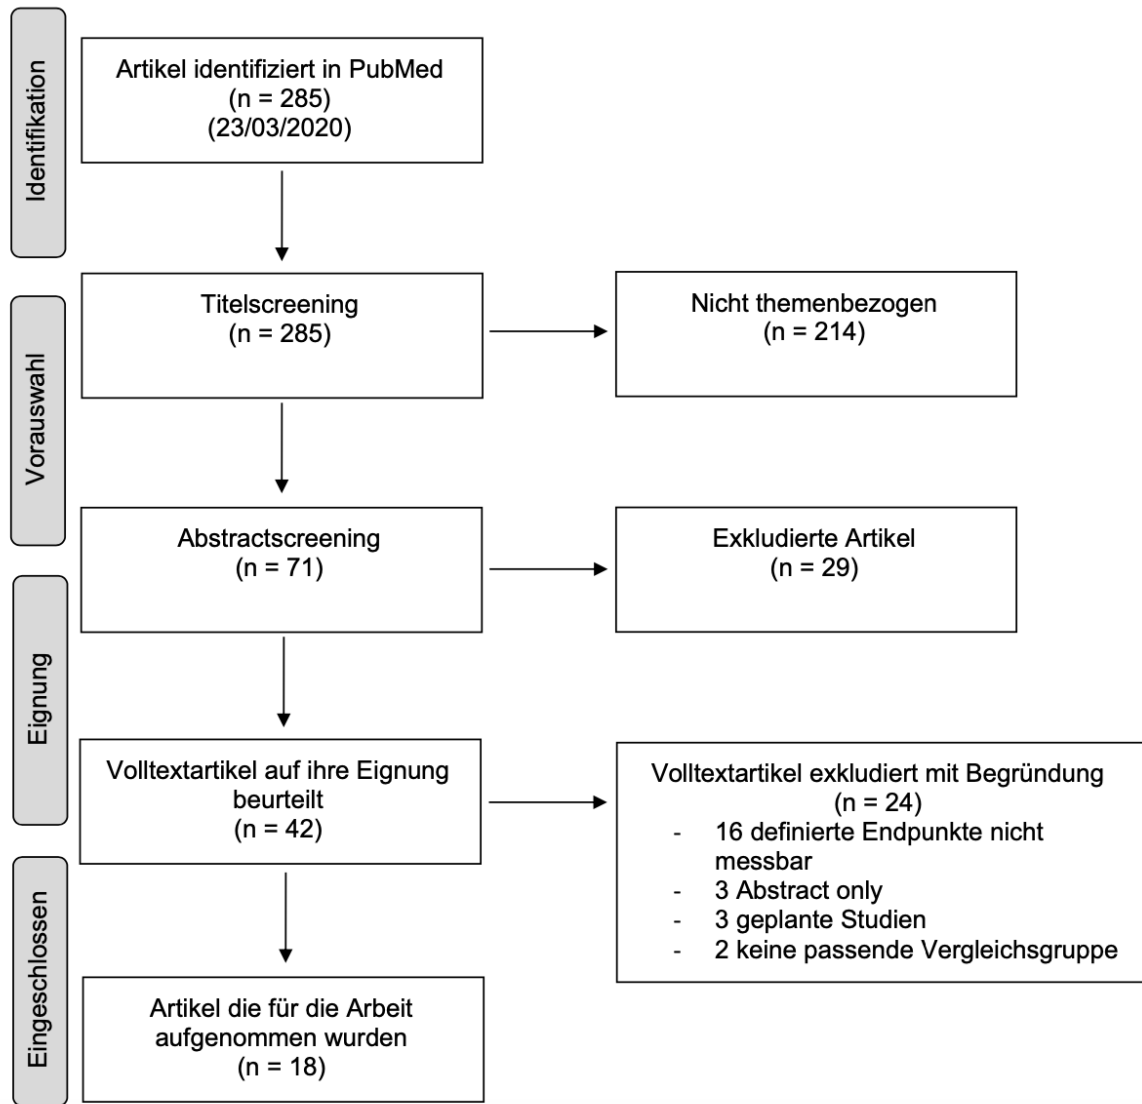 Identifikation
Artikel identifiziert in PubMed
(n = 285)
(23/03/2020)
Vorauswahl
Titelscreening
(n = 285)
Nicht themenbezogen
(n = 214)
Abstractscreening
(n = 71)
Exkludierte Artikel
(n = 29)
Eignung
Volltextartikel auf ihre Eignung
beurteilt
(n = 42)
Volltextartikel exkludiert mit Begründung
(n = 24)
- 16 definierte Endpunkte nicht
messbar
- 3 Abstract only
- 3 geplante Studien
- 2 keine passende Vergleichsgruppe
Eingeschlossen
Artikel die für die Arbeit
aufgenommen wurden
(n = 18)